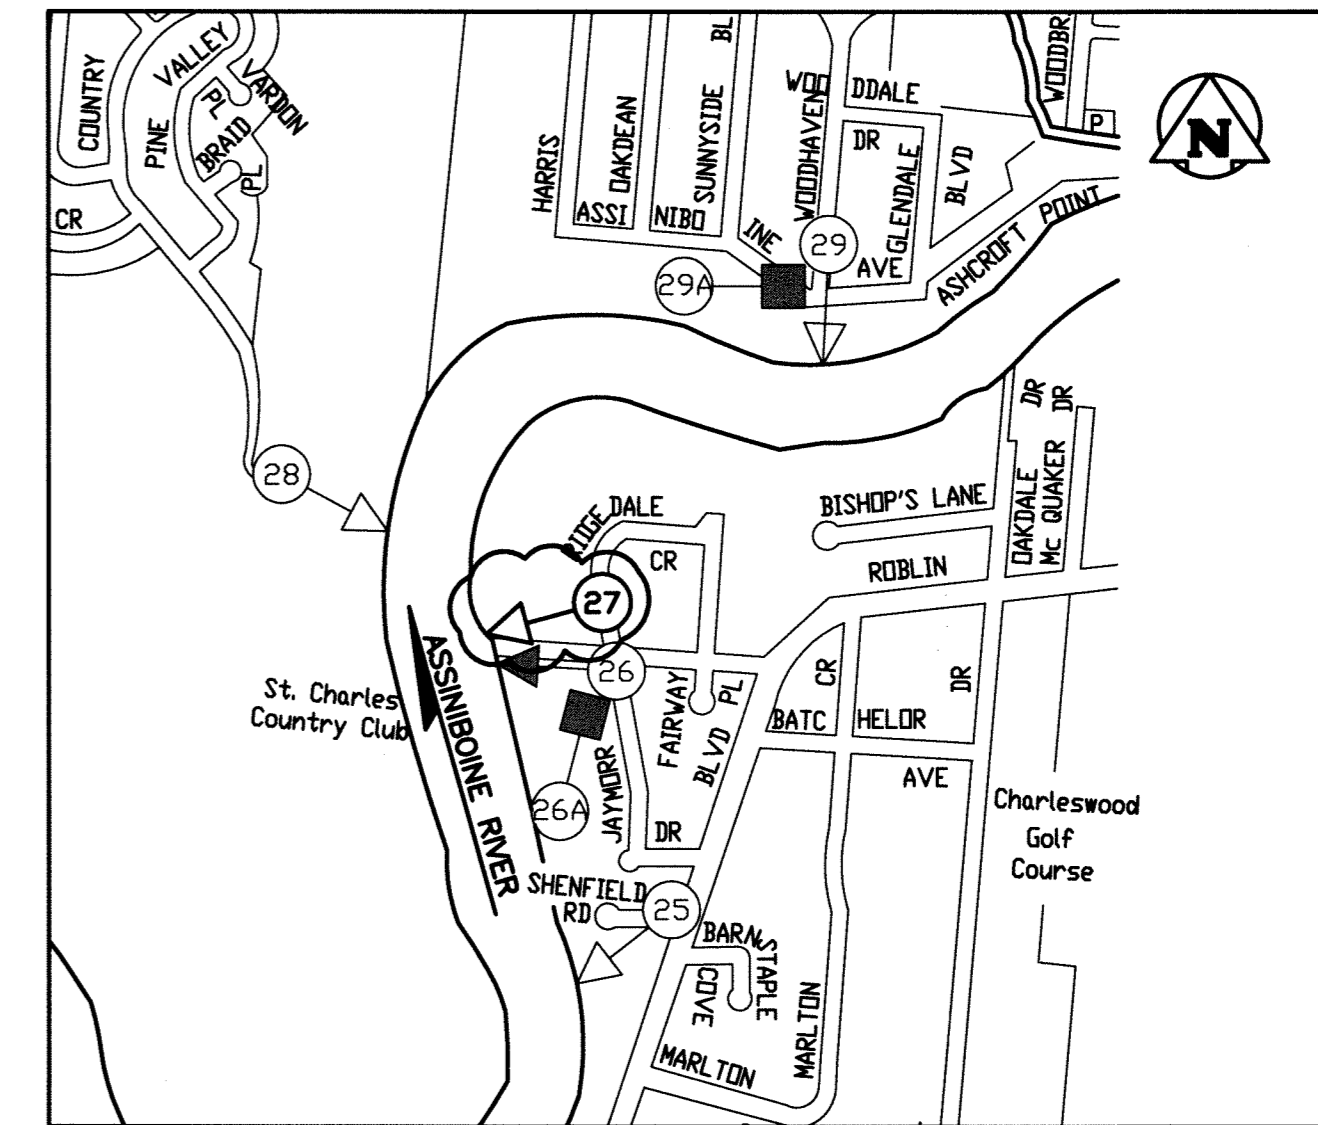 COUNTRY
VALLEY
VARDON
PL
PINE
BRAID
PL
CR
HARRIS
OAKDEAN
SUNNYSIDE BL
WOO DDALE
WOODHAVEN
DR
GLENDALE
BLVD
WOODBR
P
N
ASSI NIBO INE AVE
ASHCROFT POINT
29
29A
28
RIDGE DALE
CR
27
26
26A
25
ASSINIBOINE RIVER
St. Charles
Country Club
BISHOP'S LANE
ROBLIN
BLVD
OAKDALE DR
Mc QUAKER DR
FAIRWAY
PL
JAYMORR
DR
CR
DR
BATC HELOR
AVE
Charleswood
Golf
Course
SHENFIELD
RD
BARNSTAPLE
COVE
MARLTON
MARLTON